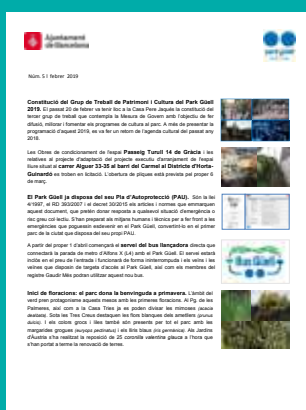 Ajuntament
de Barcelona
Núm. 5 I febrer 2019
Constitució del Grup de Treball de Patrimoni i Cultura del Park Güell
2019. El passat 20 de febrer va tenir lloc a la Casa Pere Jaquès la constitució del
tercer grup de treball que contempla la Mesura de Govern amb l'objectiu de fer
difusió, millorar i fomentar els programes de cultura al parc. A més de presentar la
programació d'aquest 2019, es va fer un retorn de l'agenda cultural del passat any
2018.
Les Obres de condicionament de l'espai Passeig Turull 14 de Gràcia i les
relatives al projecte d'adaptació del projecte executiu d'arranjament de l'espai
lliure situat al carrer Alguer 33-35 al barri del Carmel al Districte d'Horta-
Guinardó es troben en licitació. L'obertura de pliques està prevista pel proper 6
de març.
El Park Güell ja disposa del seu Pla d'Autoprotecció (PAU). Són la llei
4/1997, el RD 393/2007 i el decret 30/2015 els articles i normes que emmarquen
aquest document, que pretén donar resposta a qualsevol situació d'emergència o
risc greu col·lectiu. S'han preparat els mitjans humans i tècnics per a fer front a les
emergències que poguessin esdevenir en el Park Güell, convertint-lo en el primer
parc de la ciutat que disposa del seu propi PAU.
A partir del proper 1 d'abril començarà el servei del bus llançadora directa que
connectarà la parada de metro d'Alfons X (L4) amb el Park Güell. El servei estarà
inclòs en el preu de l'entrada i funcionarà de forma ininterrompuda i els veïns i les
veïnes que disposin de targeta d'accés al Park Güell, així com els membres del
registre Gaudir Més podran utilitzar aquest nou bus.
Bus Güell
Inici de floracions: el parc dona la benvinguda a primavera. L'àmbit del
verd pren protagonisme aquests mesos amb les primeres floracions. Al Pg. de les
Palmeres, així com a la Casa Tries ja es poden divisar les mimoses (acacia
dealbata). Sota les Tres Creus destaquen les flors blanques dels ametllers (prunus
dulcis) i els colors grocs i liles també són presents per tot el parc amb les
margarides grogues (euryops pectinatus) i els liris blaus (iris germanica). Als Jardins
d'Àustria s'ha realitzat la reposició de 25 coronilla valentina glauca a l'hora que
s'han portat a terme la renovació de terres.